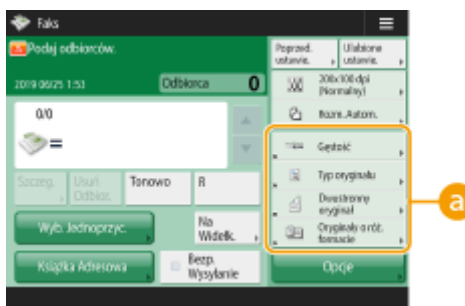 Faks
Podaj odbiorców.
Poprzed. ustawie.
Ulubione ustawie.
2019 06/25 1:53
Odbiorca 0
200x100 dpi
(Normalny)
0/0
Rozm. Autom.
=
Gęstość
Typ oryginału
Szczeg.
Usuń
Odbior.
Tonowo
R
Dwustronny
oryginał
a
Wyb. Jednoprzyc.
Na
Widełk.
Oryginały o róż.
formacie
Książka Adresowa
Bezp.
Wysyłanie
Opcje